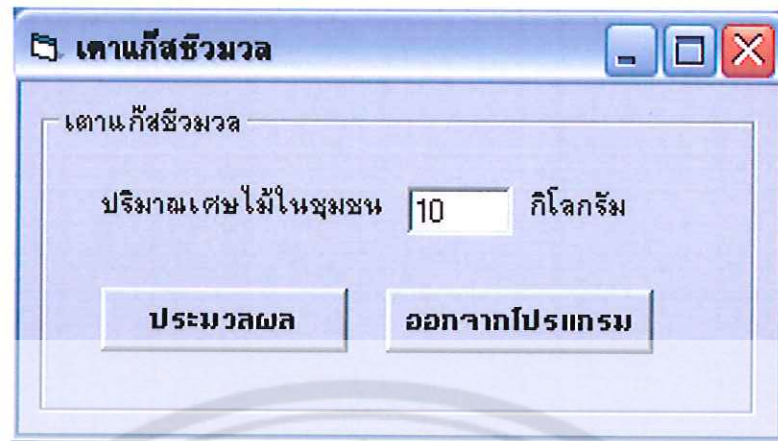 เตาแก๊สชีวมวล
เตาแก๊สชีวมวล
ปริมาณเศษไม้ในชุมชน 10 กิโลกรัม
ประมวลผล ออกจากโปรแกรม